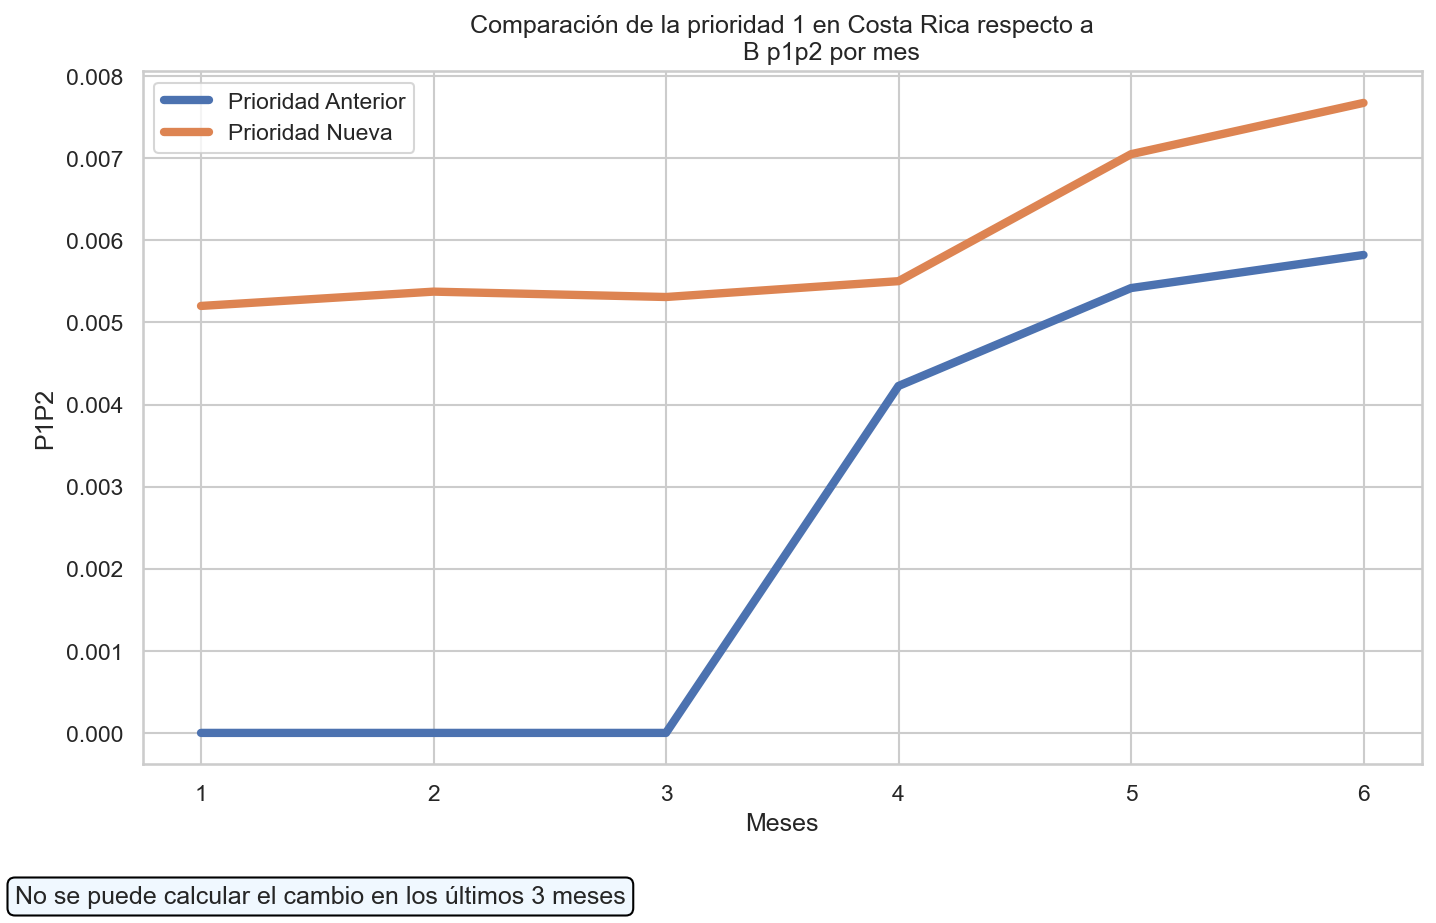 Comparación de la prioridad 1 en Costa Rica respecto a
B p1p2 por mes
0.008
0.007
0.006
0.005
0.004
0.003
0.002
0.001
0.000
P1P2
Prioridad Anterior
Prioridad Nueva
1 2 3 4 5 6
Meses
No se puede calcular el cambio en los últimos 3 meses